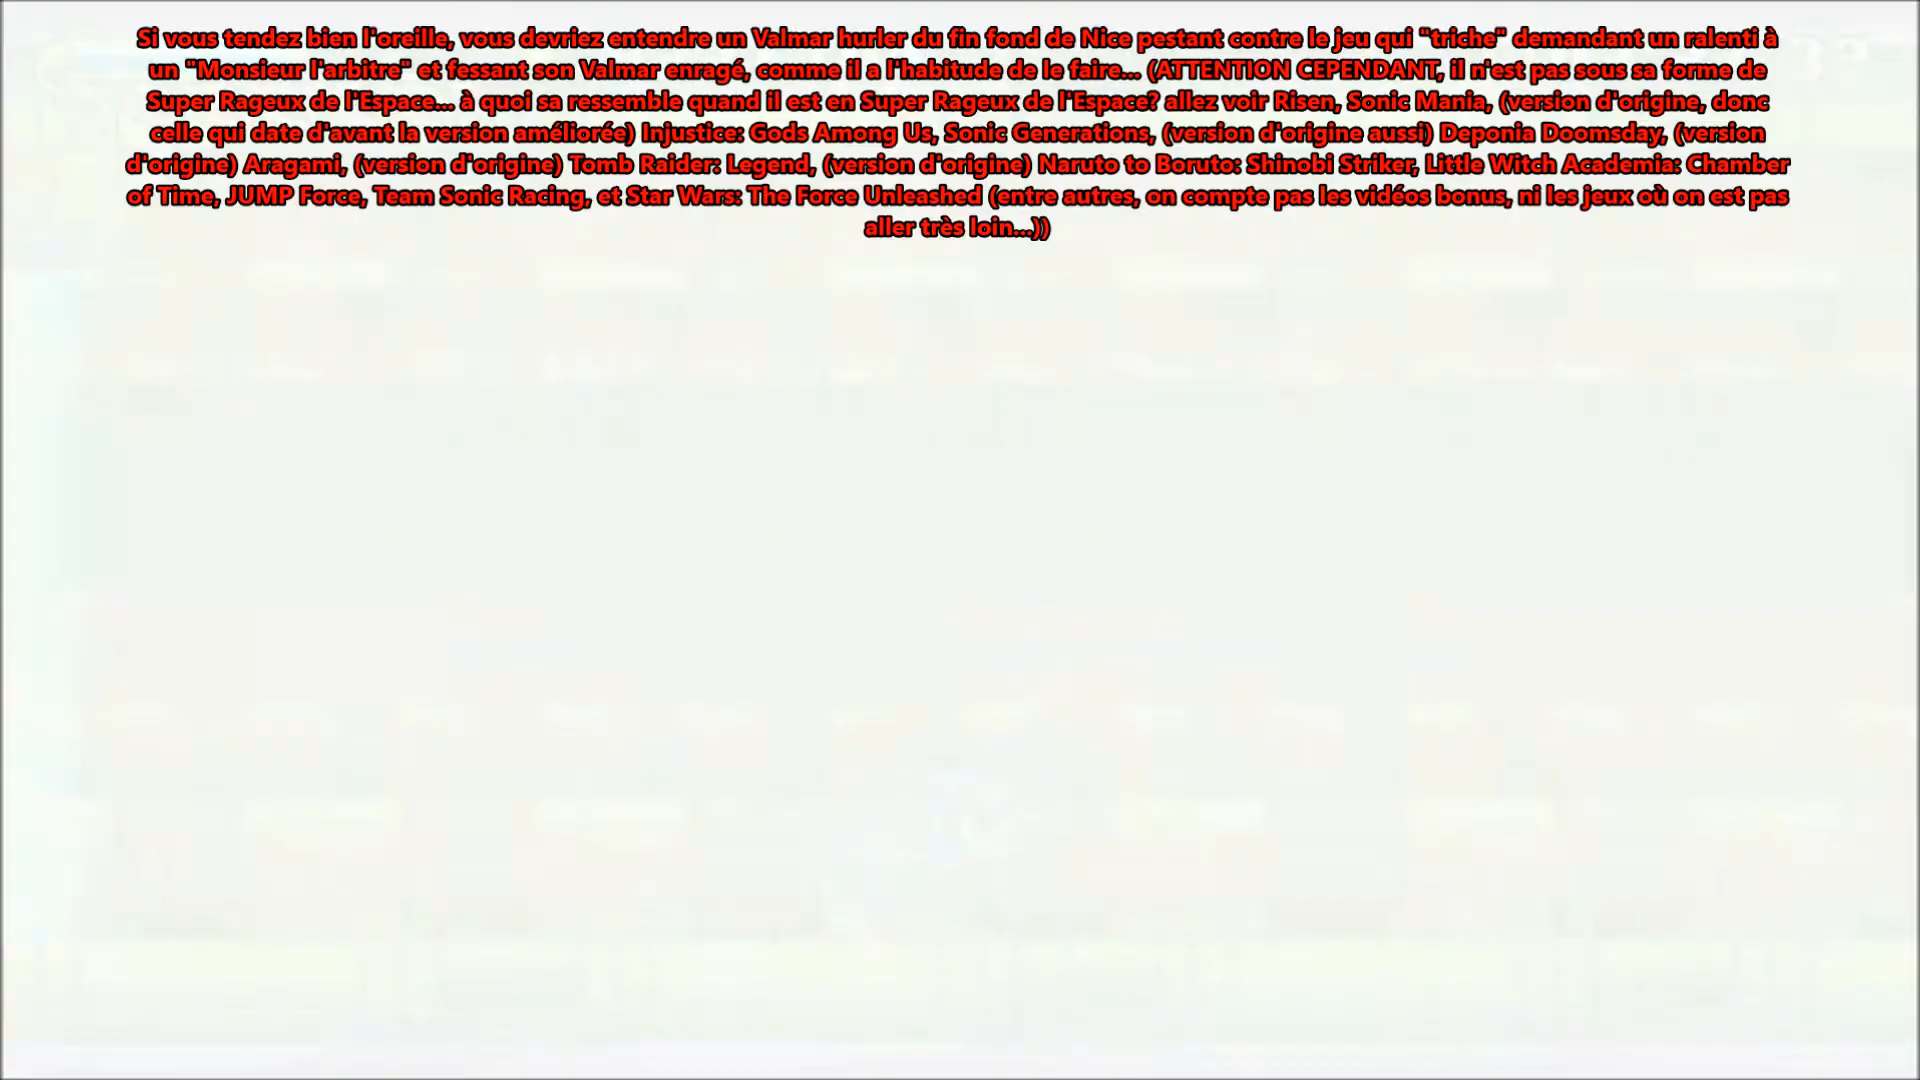 Si vous tendez bien l'oreille, vous devriez entendre un Valmar hurler du fin fond de Nice pestant contre le jeu qui "triche" demandant un ralenti à
un "Monsieur l'arbitre" et fessant son Valmar enragé, comme il a l'habitude de le faire... (ATTENTION CEPENDANT, il n'est pas sous sa forme de
Super Rageux de l'Espace... à quoi sa ressemble quand il est en Super Rageux de l'Espace? allez voir Risen, Sonic Mania, (version d'origine, donc
celle qui date d'avant la version améliorée) Injustice: Gods Among Us, Sonic Generations, (version d'origine aussi) Deponia Doomsday, (version
d'origine) Aragami, (version d'origine) Tomb Raider: Legend, (version d'origine) Naruto to Boruto: Shinobi Striker, Little Witch Academia: Chamber
of Time, JUMP Force, Team Sonic Racing, et Star Wars: The Force Unleashed (entre autres, on compte pas les vidéos bonus, ni les jeux où on est pas
aller très loin...))